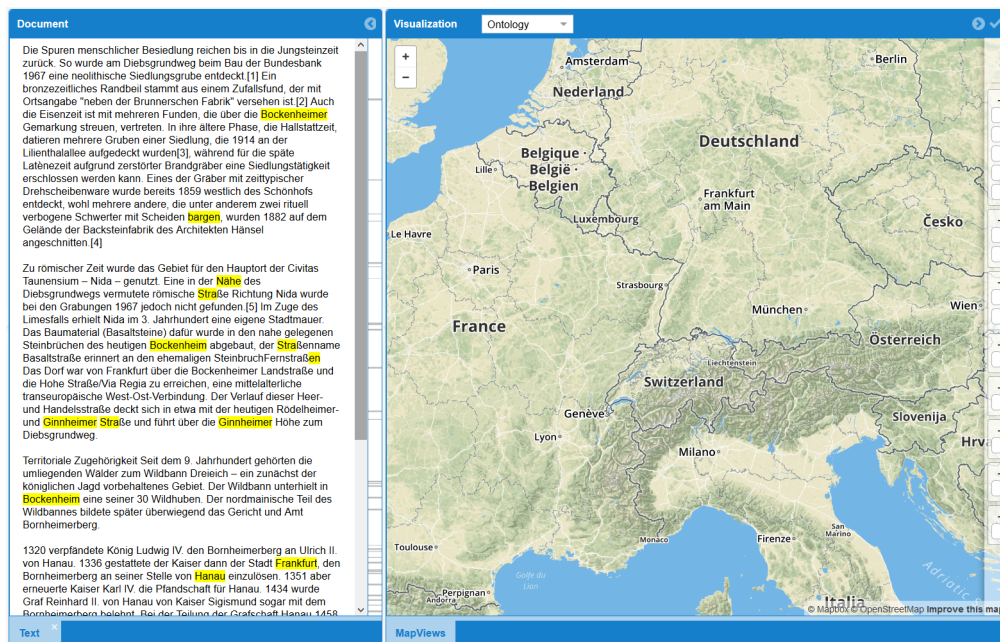 Document
Die Spuren menschlicher Besiedlung reichen bis in die Jungsteinzeit
zurück. So wurde am Diebsgrundweg beim Bau der Bundesbank
1967 eine neolithische Siedlungsgrube entdeckt.[1] Ein
bronzezeitliches Randbeil stammt aus einem Zufallsfund, der mit
Ortsangabe "neben der Brunnerschen Fabrik" versehen ist.[2] Auch
die Eisenzeit ist mit mehreren Funden, die über die Bockenheimer
Gemarkung streuen, vertreten. In ihre ältere Phase, die Hallstattzeit,
datieren mehrere Gruben einer Siedlung, die 1914 an der
Lilienthalallee aufgedeckt wurden[3], während für die späte
Latènezeit aufgrund zerstörter Brandgräber eine Siedlungstätigkeit
erschlossen werden kann. Eines der Gräber mit zeittypischer
Drehscheibenware wurde bereits 1859 westlich des Schönhofs
entdeckt, wohl mehrere andere, die unter anderem zwei rituell
verbogene Schwerter mit Scheiden bargen, wurden 1882 auf dem
Gelände der Backsteinfabrik des Architekten Hänsel
angeschnitten.[4]
Zu römischer Zeit wurde das Gebiet für den Hauptort der Civitas
Taunensium – Nida – genutzt. Eine in der Nähe des
Diebsgrundwegs vermutete römische Straße Richtung Nida wurde
bei den Grabungen 1967 jedoch nicht gefunden.[5] Im Zuge des
Limesfalls erhielt Nida im 3. Jahrhundert eine eigene Stadtmauer.
Das Baumaterial (Basaltsteine) dafür wurde in den nahe gelegenen
Steinbrüchen des heutigen Bockenheim abgebaut, der Straßenname
Basaltstraße erinnert an den ehemaligen SteinbruchFernstraßen
Das Dorf war von Frankfurt über die Bockenheimer Landstraße und
die Hohe Straße/Via Regia zu erreichen, eine mittelalterliche
transeuropäische West-Ost-Verbindung. Der Verlauf dieser Heer-
und Handelsstraße deckt sich in etwa mit der heutigen Rödelheimer-
und Ginnheimer Straße und führt über die Ginnheimer Höhe zum
Diebsgrundweg.
Territoriale Zugehörigkeit Seit dem 9. Jahrhundert gehörten die
umliegenden Wälder zum Wildbann Dreieich – ein zunächst der
königlichen Jagd vorbehaltenes Gebiet. Der Wildbann unterhielt in
Bockenheim eine seiner 30 Wildhuben. Der nordmainische Teil des
Wildbannes bildete später überwiegend das Gericht und Amt
Bornheimerberg.
1320 verpfändete König Ludwig IV. den Bornheimerberg an Ulrich II.
von Hanau. 1336 gestattete der Kaiser dann der Stadt Frankfurt, den
Bornheimerberg an seiner Stelle von Hanau einzulösen. 1351 aber
erneuerte Kaiser Karl IV. die Pfandschaft für Hanau. 1434 wurde
Graf Reinhard II. von Hanau von Kaiser Sigismund sogar mit dem
Bornheimerberg belehnt. Bei der Teilung der Grafschaft Hanau 1458
Text ×
Visualization Ontology
+
−
Amsterdam
Berlin
Nederland
Deutschland
Belgique ·
België ·
Belgien
Lille
Frankfurt
am Main
Luxembourg
Česko
Le Havre
Paris
Strasbourg
München
Wien
France
Österreich
Liechtenstein
Switzerland
Genève
Slovenija
Lyon
Milano
Hrva
San
Marino
Monaco
Firenze
Toulouse
Golfe du
Lion
Perpignan
Andorra
Adriatic
Italia
© Mapbox © OpenStreetMap Improve this map
MapViews